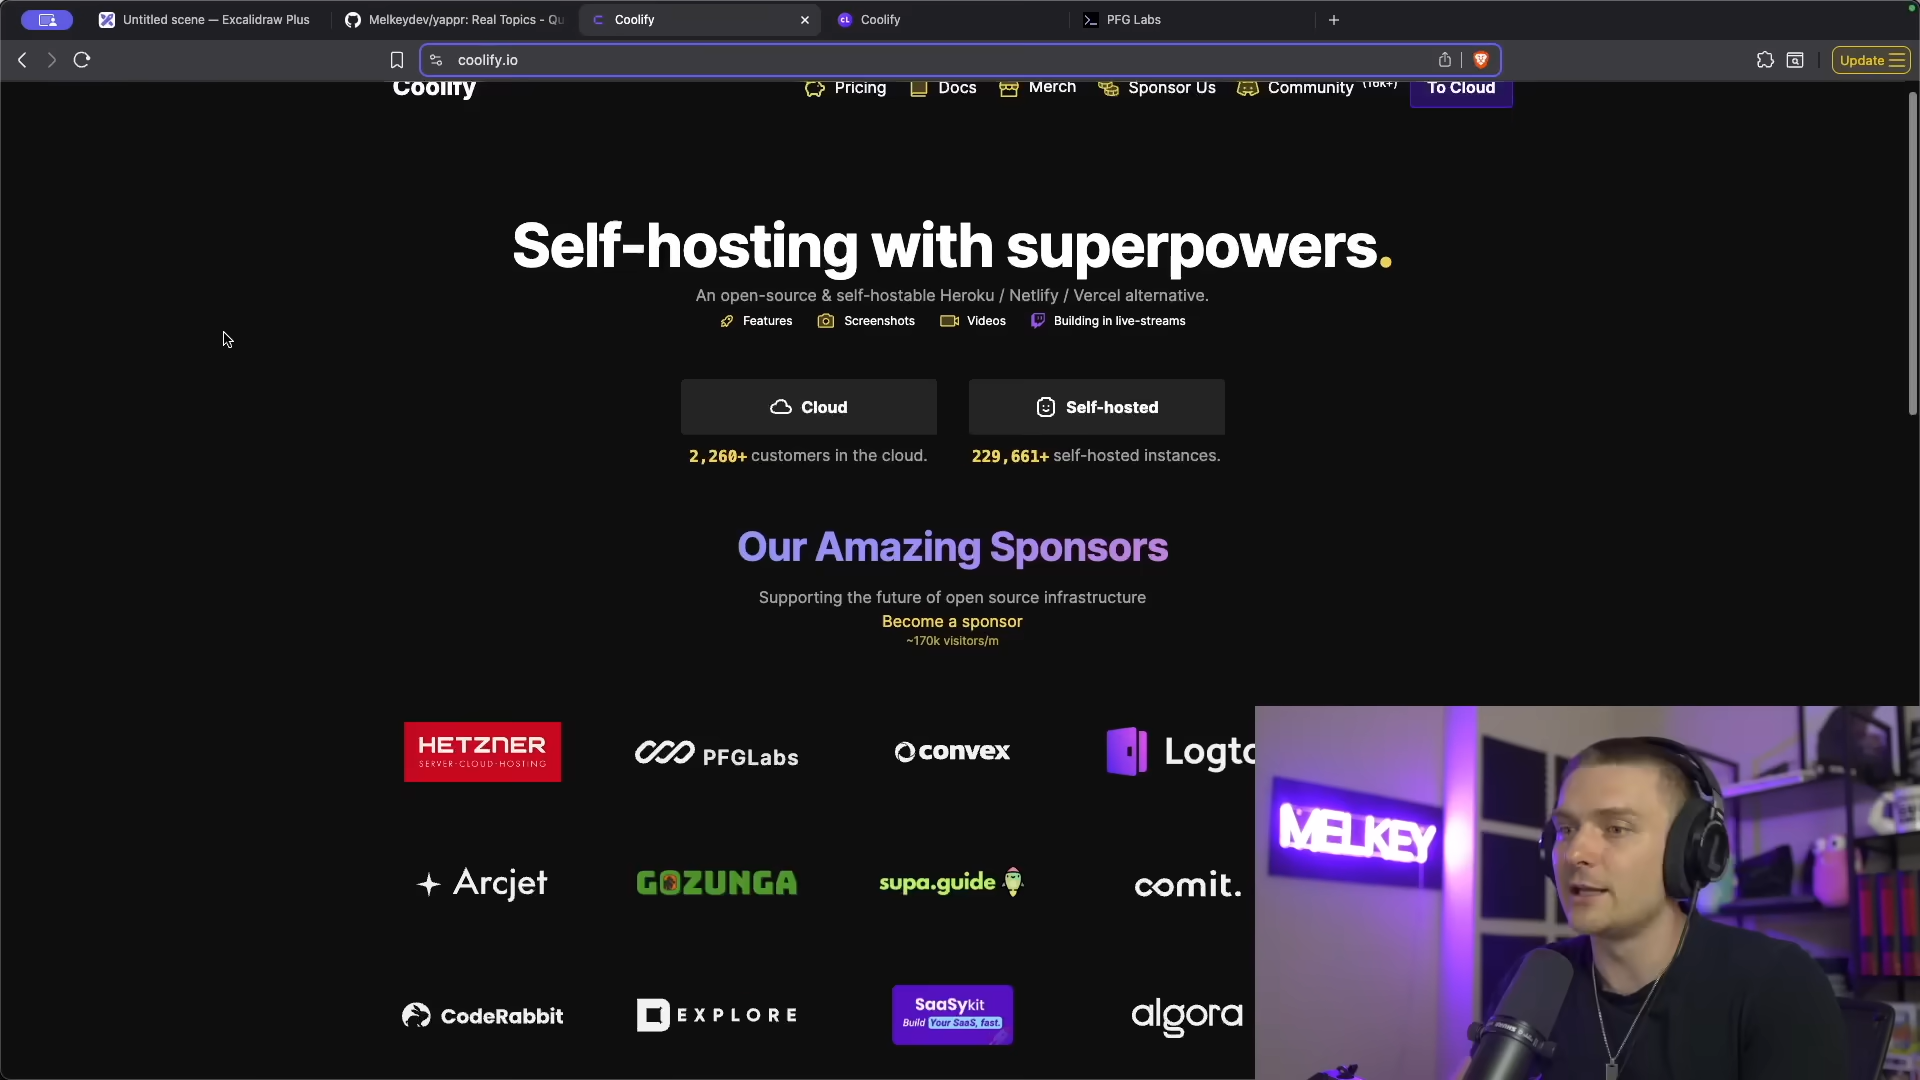 Untitled scene — Excalidraw Plus
Melkeydev/yappr: Real Topics - Qu
Coolify
Coolify
PFG Labs
coolify.io
Update
Coolify
Pricing
Docs
Merch
Sponsor Us
Community (16k+)
To Cloud
Self-hosting with superpowers.
An open-source & self-hostable Heroku / Netlify / Vercel alternative.
Features
Screenshots
Videos
Building in live-streams
Cloud
Self-hosted
2,260+ customers in the cloud.
229,661+ self-hosted instances.
Our Amazing Sponsors
Supporting the future of open source infrastructure
Become a sponsor
~170k visitors/m
HETZNER
SERVER·CLOUD·HOSTING
PFGLabs
convex
Logto
Arcjet
GOZUNGA
supa.guide
comit.
CodeRabbit
EXPLORE
SaaSykit
Build Your SaaS, fast.
algora
MELKEY